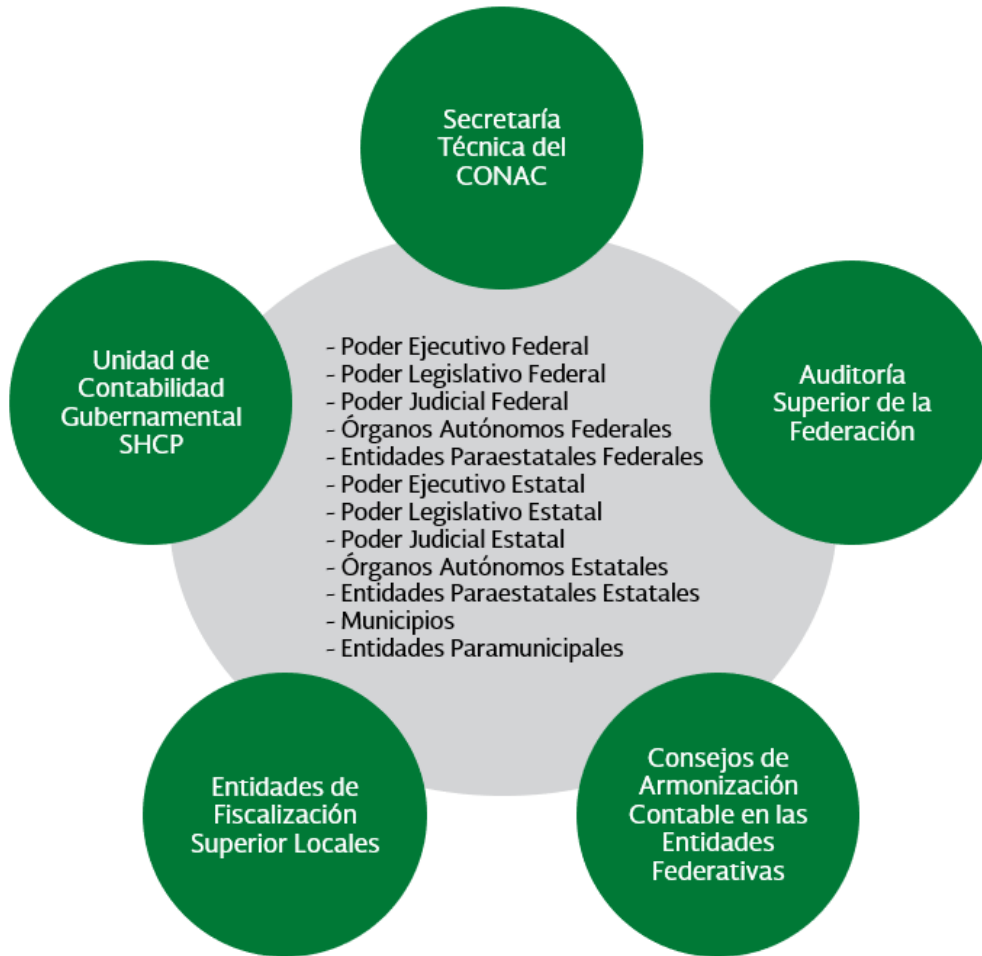 Secretaría
Técnica del
CONAC
Unidad de
Contabilidad
Gubernamental
SHCP
- Poder Ejecutivo Federal
- Poder Legislativo Federal
- Poder Judicial Federal
- Órganos Autónomos Federales
- Entidades Paraestatales Federales
- Poder Ejecutivo Estatal
- Poder Legislativo Estatal
- Poder Judicial Estatal
- Órganos Autónomos Estatales
- Entidades Paraestatales Estatales
- Municipios
- Entidades Paramunicipales
Auditoría
Superior de la
Federación
Entidades de
Fiscalización
Superior Locales
Consejos de
Armonización
Contable en las
Entidades
Federativas